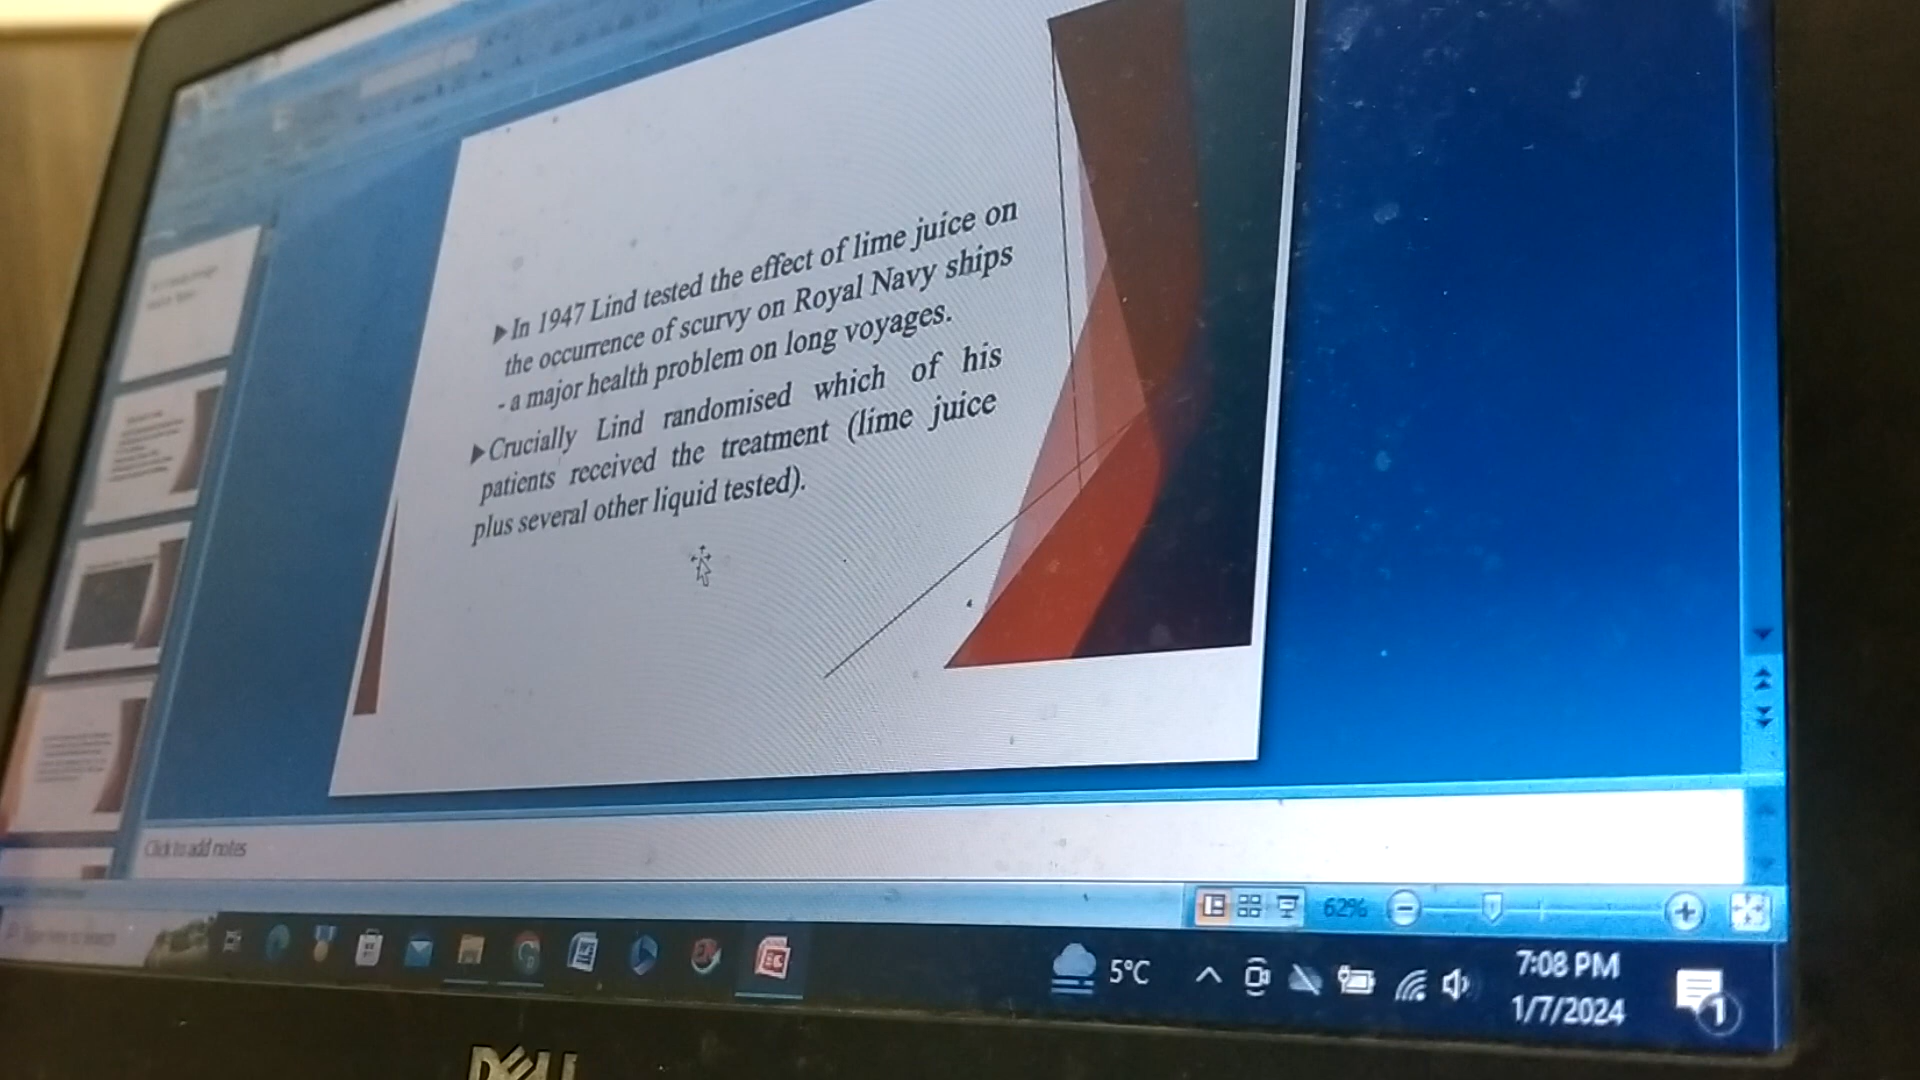 ▶In 1947 Lind tested the effect of lime juice on
the occurrence of scurvy on Royal Navy ships
- a major health problem on long voyages.
▶Crucially Lind randomised which of his
patients received the treatment (lime juice
plus several other liquid tested).
Click to add notes
62%
5°C
7:08 PM
1/7/2024
1
DELL